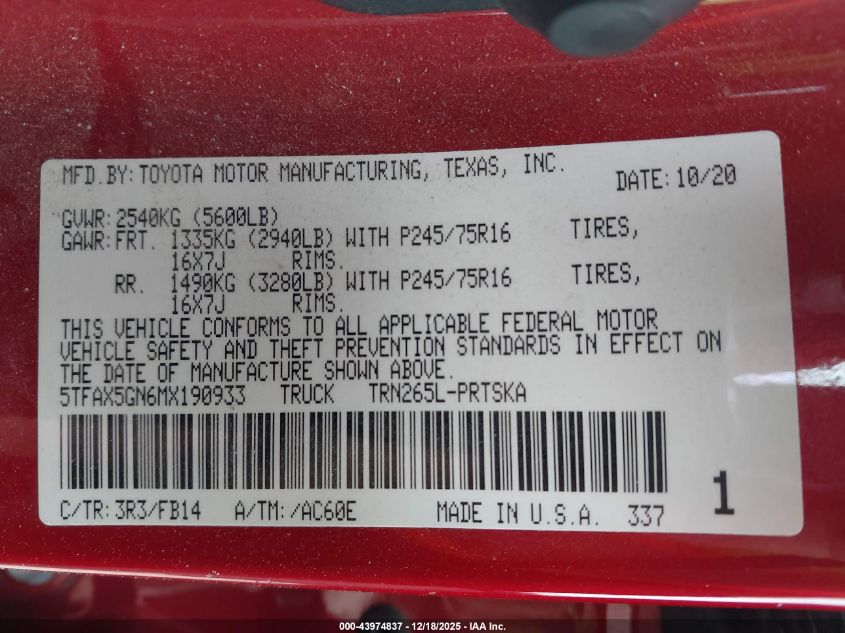 MFD.BY: TOYOTA MOTOR MANUFACTURING, TEXAS, INC.
DATE: 10/20
GVWR: 2540KG (5600LB)
GAWR: FRT. 1335KG (2940LB) WITH P245/75R16 TIRES,
16X7J RIMS.
RR. 1490KG (3280LB) WITH P245/75R16 TIRES,
16X7J RIMS.
THIS VEHICLE CONFORMS TO ALL APPLICABLE FEDERAL MOTOR
VEHICLE SAFETY AND THEFT PREVENTION STANDARDS IN EFFECT ON
THE DATE OF MANUFACTURE SHOWN ABOVE.
5TFAX5GN6MX190933 TRUCK TRN265L-PRTSKA
C/TR: 3R3/FB14 A/TM: /AC60E MADE IN U.S.A. 337
1
000-43974837 | 12/18/2025 - IAA Inc.